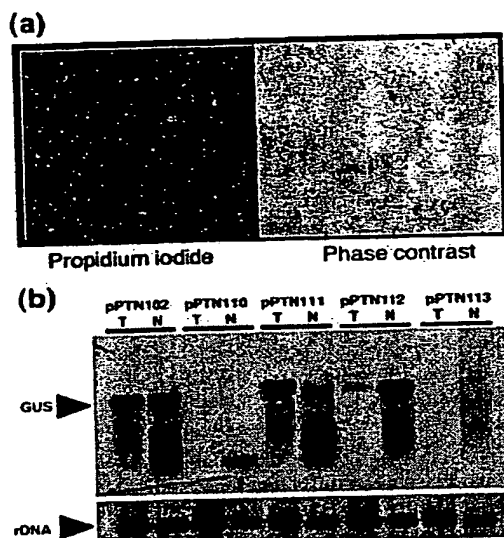 (a)
Propidium iodide Phase contrast
(b)
pPTN102 pPTN110 pPTN111 pPTN112 pPTN113
T N T N T N T N T N
GUS
rDNA